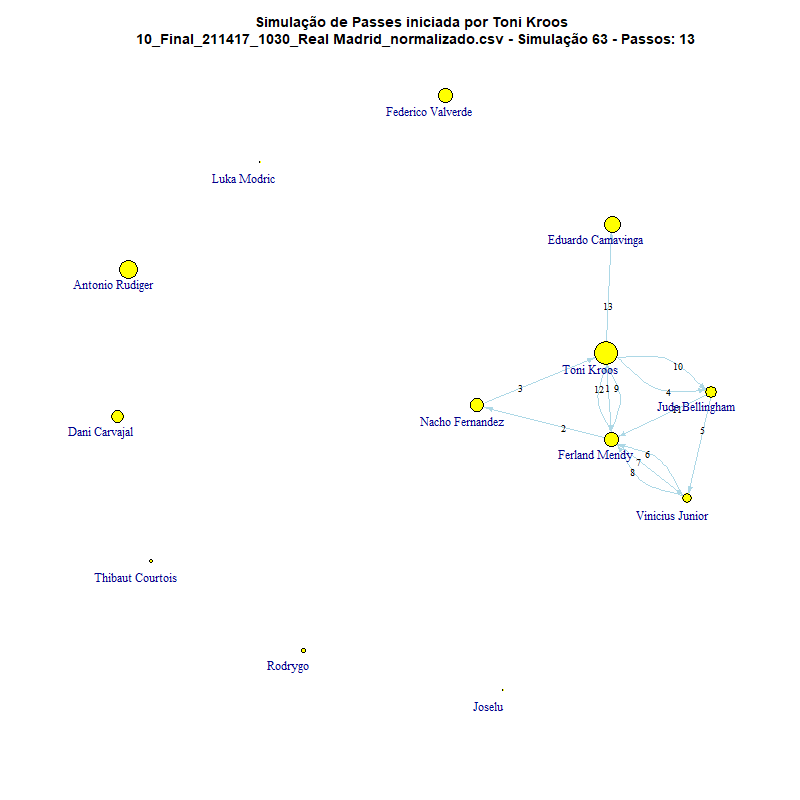 Simulação de Passes iniciada por Toni Kroos
10_Final_211417_1030_Real Madrid_normalizado.csv - Simulação 63 - Passos: 13
Federico Valverde
Luka Modric
Eduardo Camavinga
Antonio Rudiger
13
Toni Kroos
10
3
12
1
9
4
Jude Bellingham
11
Nacho Fernandez
Dani Carvajal
2
5
Ferland Mendy
6
7
8
Vinicius Junior
Thibaut Courtois
Rodrygo
Joselu